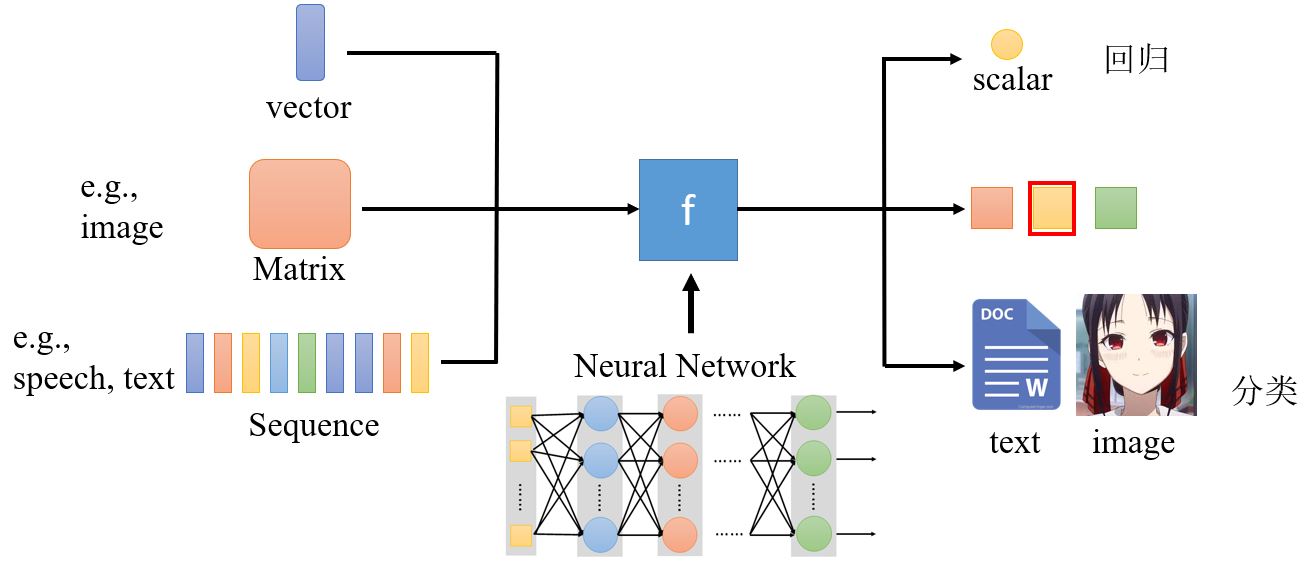 vector
e.g.,
image
Matrix
e.g.,
speech, text
Sequence
f
Neural Network
······
······
······
scalar
回归
DOC
W
text
image
分类